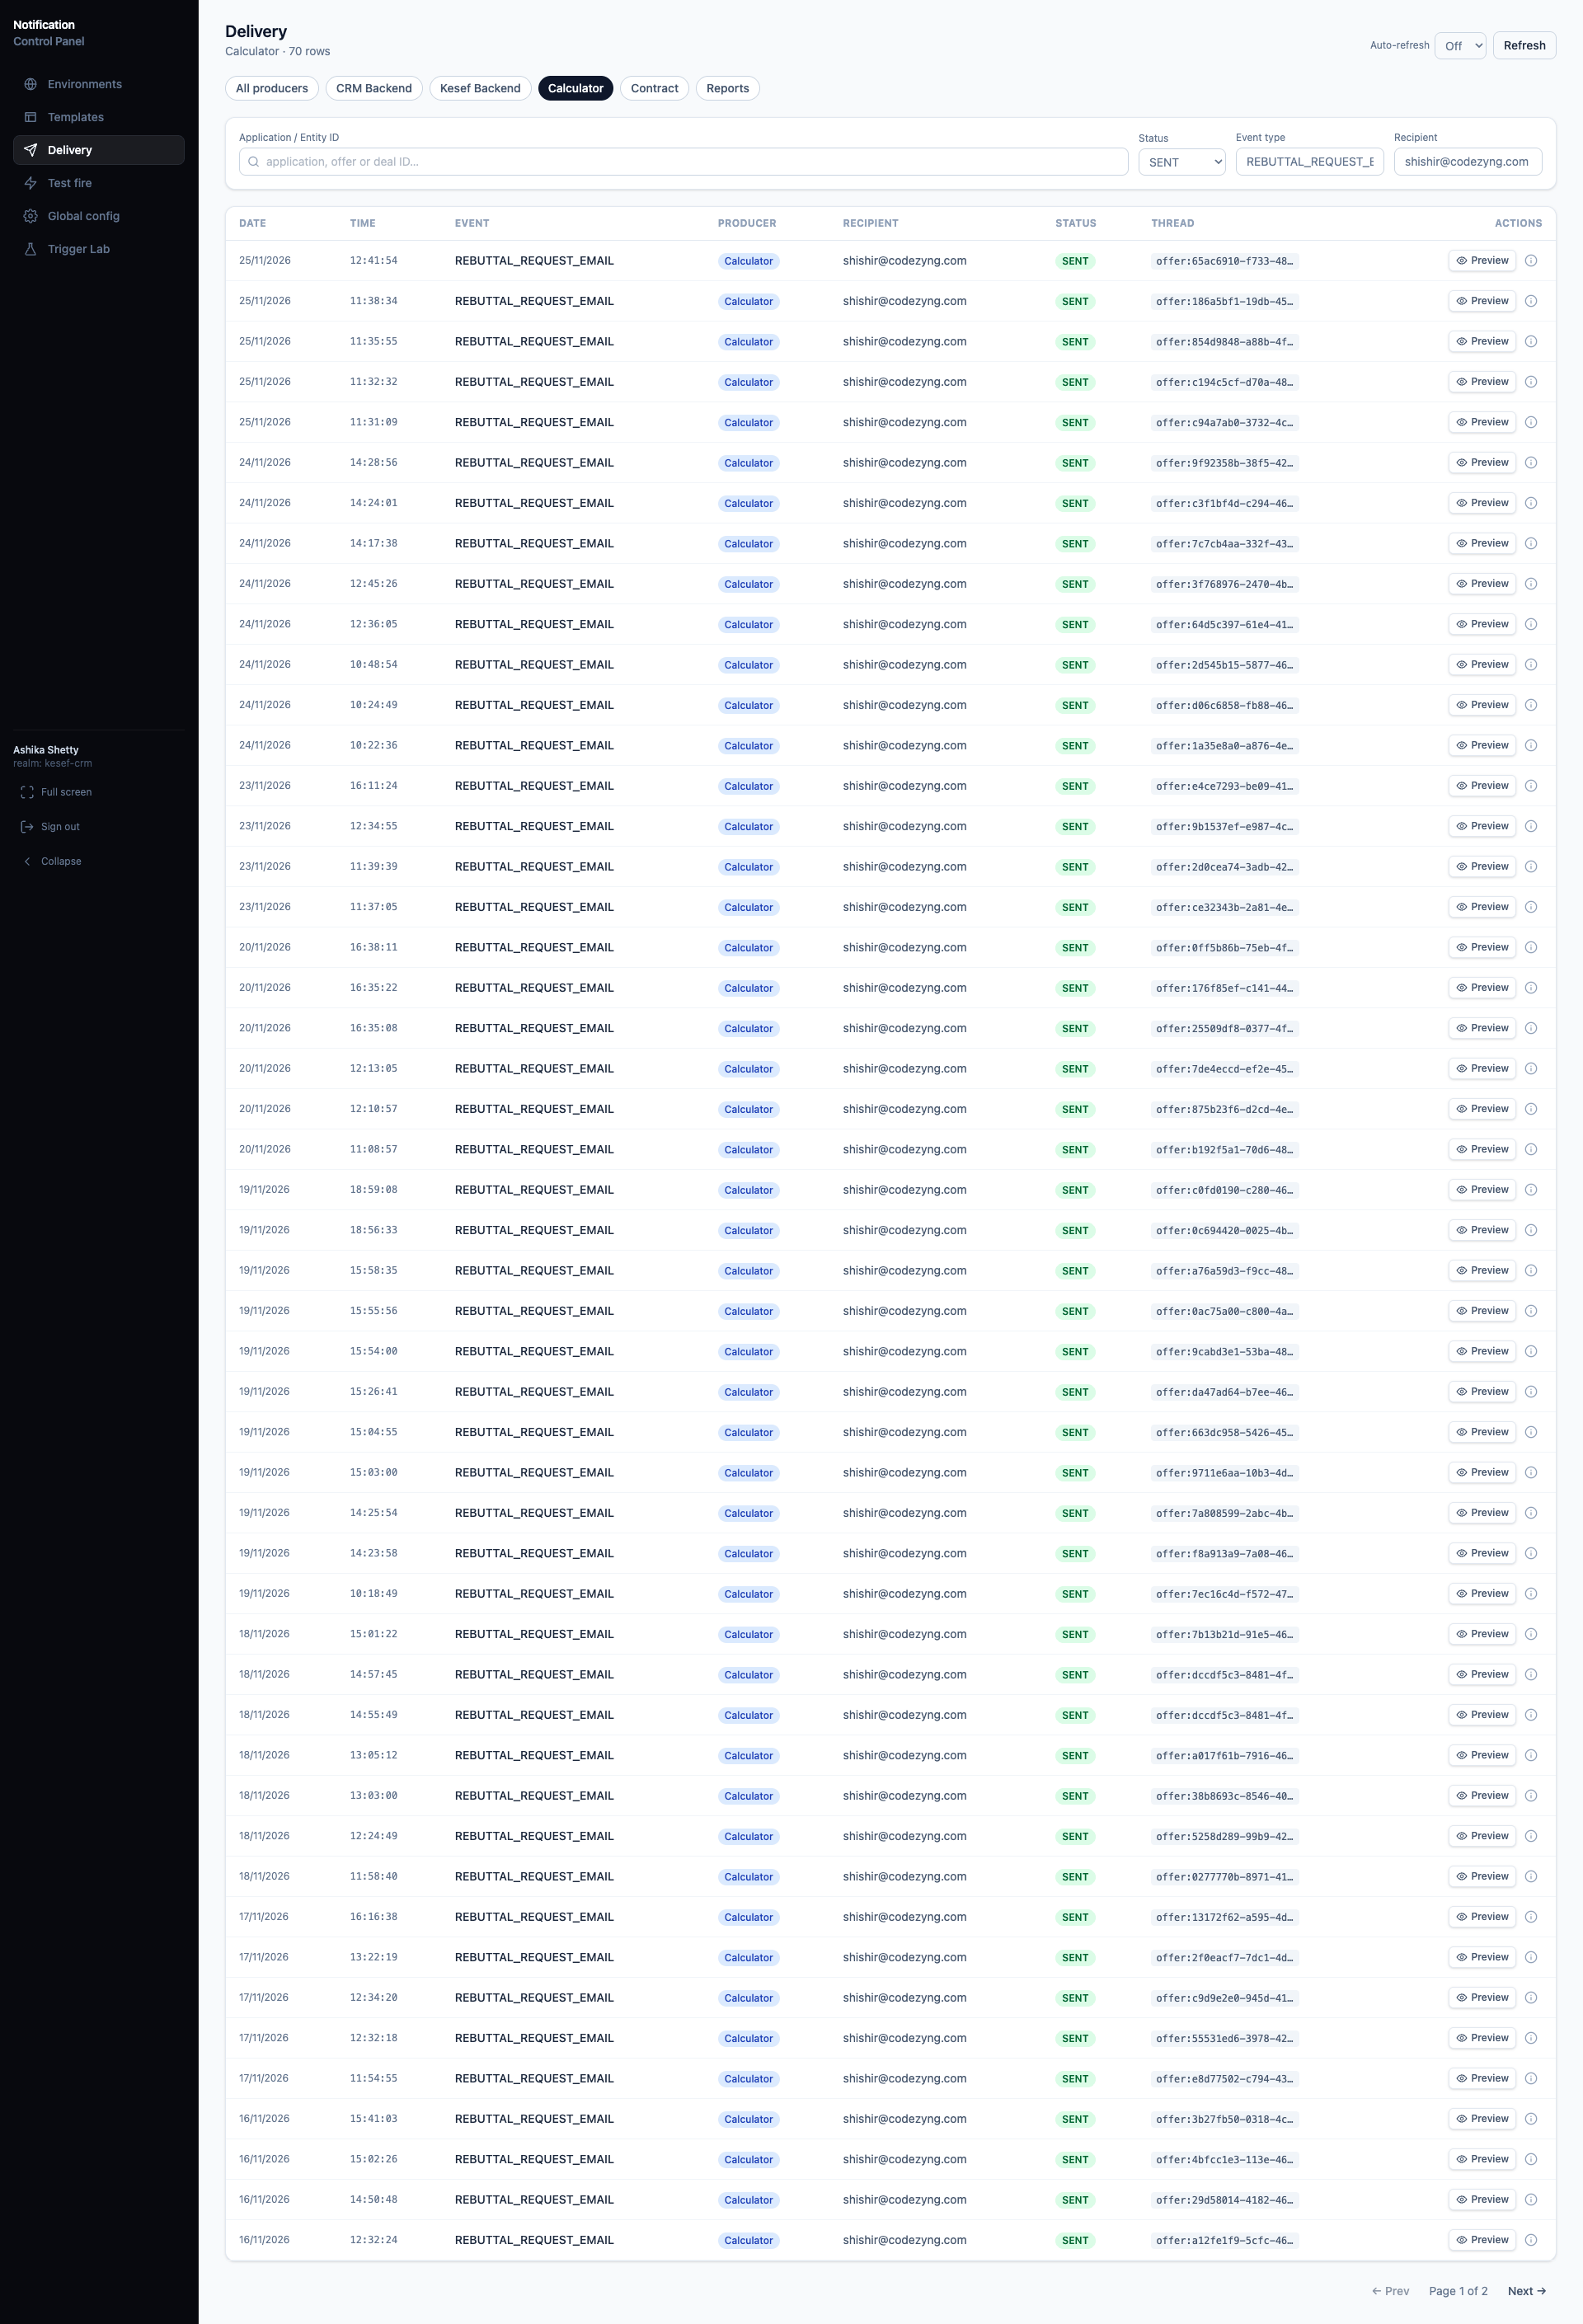 Notification
Control Panel
Environments
Templates
Delivery
Test fire
Global config
Trigger Lab
Ashika Shetty
realm: kesef-crm
Full screen
Sign out
Collapse
Delivery
Calculator · 70 rows
Auto-refresh Off Refresh
All producers CRM Backend Kesef Backend Calculator Contract Reports
Application / Entity ID Status Event type Recipient
application, offer or deal ID... SENT REBUTTAL_REQUEST_E shishir@codezyng.com
DATE TIME EVENT PRODUCER RECIPIENT STATUS THREAD ACTIONS
25/11/2026 12:41:54 REBUTTAL_REQUEST_EMAIL Calculator shishir@codezyng.com SENT offer:65ac6910-f733-48… Preview
25/11/2026 11:38:34 REBUTTAL_REQUEST_EMAIL Calculator shishir@codezyng.com SENT offer:186a5bf1-19db-45… Preview
25/11/2026 11:35:55 REBUTTAL_REQUEST_EMAIL Calculator shishir@codezyng.com SENT offer:854d9848-a88b-4f… Preview
25/11/2026 11:32:32 REBUTTAL_REQUEST_EMAIL Calculator shishir@codezyng.com SENT offer:c194c5cf-d70a-48… Preview
25/11/2026 11:31:09 REBUTTAL_REQUEST_EMAIL Calculator shishir@codezyng.com SENT offer:c94a7ab0-3732-4c… Preview
24/11/2026 14:28:56 REBUTTAL_REQUEST_EMAIL Calculator shishir@codezyng.com SENT offer:9f92358b-38f5-42… Preview
24/11/2026 14:24:01 REBUTTAL_REQUEST_EMAIL Calculator shishir@codezyng.com SENT offer:c3f1bf4d-c294-46… Preview
24/11/2026 14:17:38 REBUTTAL_REQUEST_EMAIL Calculator shishir@codezyng.com SENT offer:7c7cb4aa-332f-43… Preview
24/11/2026 12:45:26 REBUTTAL_REQUEST_EMAIL Calculator shishir@codezyng.com SENT offer:3f768976-2470-4b… Preview
24/11/2026 12:36:05 REBUTTAL_REQUEST_EMAIL Calculator shishir@codezyng.com SENT offer:64d5c397-61e4-41… Preview
24/11/2026 10:48:54 REBUTTAL_REQUEST_EMAIL Calculator shishir@codezyng.com SENT offer:2d545b15-5877-46… Preview
24/11/2026 10:24:49 REBUTTAL_REQUEST_EMAIL Calculator shishir@codezyng.com SENT offer:d06c6858-fb88-46… Preview
24/11/2026 10:22:36 REBUTTAL_REQUEST_EMAIL Calculator shishir@codezyng.com SENT offer:1a35e8a0-a876-4e… Preview
23/11/2026 16:11:24 REBUTTAL_REQUEST_EMAIL Calculator shishir@codezyng.com SENT offer:e4ce7293-be09-41… Preview
23/11/2026 12:34:55 REBUTTAL_REQUEST_EMAIL Calculator shishir@codezyng.com SENT offer:9b1537ef-e987-4c… Preview
23/11/2026 11:39:39 REBUTTAL_REQUEST_EMAIL Calculator shishir@codezyng.com SENT offer:2d0cea74-3adb-42… Preview
23/11/2026 11:37:05 REBUTTAL_REQUEST_EMAIL Calculator shishir@codezyng.com SENT offer:ce32343b-2a81-4e… Preview
20/11/2026 16:38:11 REBUTTAL_REQUEST_EMAIL Calculator shishir@codezyng.com SENT offer:0ff5b86b-75eb-4f… Preview
20/11/2026 16:35:22 REBUTTAL_REQUEST_EMAIL Calculator shishir@codezyng.com SENT offer:176f85ef-c141-44… Preview
20/11/2026 16:35:08 REBUTTAL_REQUEST_EMAIL Calculator shishir@codezyng.com SENT offer:25509df8-0377-4f… Preview
20/11/2026 12:13:05 REBUTTAL_REQUEST_EMAIL Calculator shishir@codezyng.com SENT offer:7de4eccd-ef2e-45… Preview
20/11/2026 12:10:57 REBUTTAL_REQUEST_EMAIL Calculator shishir@codezyng.com SENT offer:875b23f6-d2cd-4e… Preview
20/11/2026 11:08:57 REBUTTAL_REQUEST_EMAIL Calculator shishir@codezyng.com SENT offer:b192f5a1-70d6-48… Preview
19/11/2026 18:59:08 REBUTTAL_REQUEST_EMAIL Calculator shishir@codezyng.com SENT offer:c0fd0190-c280-46… Preview
19/11/2026 18:56:33 REBUTTAL_REQUEST_EMAIL Calculator shishir@codezyng.com SENT offer:0c694420-0025-4b… Preview
19/11/2026 15:58:35 REBUTTAL_REQUEST_EMAIL Calculator shishir@codezyng.com SENT offer:a76a59d3-f9cc-48… Preview
19/11/2026 15:55:56 REBUTTAL_REQUEST_EMAIL Calculator shishir@codezyng.com SENT offer:0ac75a00-c800-4a… Preview
19/11/2026 15:54:00 REBUTTAL_REQUEST_EMAIL Calculator shishir@codezyng.com SENT offer:9cabd3e1-53ba-48… Preview
19/11/2026 15:26:41 REBUTTAL_REQUEST_EMAIL Calculator shishir@codezyng.com SENT offer:da47ad64-b7ee-46… Preview
19/11/2026 15:04:55 REBUTTAL_REQUEST_EMAIL Calculator shishir@codezyng.com SENT offer:663dc958-5426-45… Preview
19/11/2026 15:03:00 REBUTTAL_REQUEST_EMAIL Calculator shishir@codezyng.com SENT offer:9711e6aa-10b3-4d… Preview
19/11/2026 14:25:54 REBUTTAL_REQUEST_EMAIL Calculator shishir@codezyng.com SENT offer:7a808599-2abc-4b… Preview
19/11/2026 14:23:58 REBUTTAL_REQUEST_EMAIL Calculator shishir@codezyng.com SENT offer:f8a913a9-7a08-46… Preview
19/11/2026 10:18:49 REBUTTAL_REQUEST_EMAIL Calculator shishir@codezyng.com SENT offer:7ec16c4d-f572-47… Preview
18/11/2026 15:01:22 REBUTTAL_REQUEST_EMAIL Calculator shishir@codezyng.com SENT offer:7b13b21d-91e5-46… Preview
18/11/2026 14:57:45 REBUTTAL_REQUEST_EMAIL Calculator shishir@codezyng.com SENT offer:dccdf5c3-8481-4f… Preview
18/11/2026 14:55:49 REBUTTAL_REQUEST_EMAIL Calculator shishir@codezyng.com SENT offer:dccdf5c3-8481-4f… Preview
18/11/2026 13:05:12 REBUTTAL_REQUEST_EMAIL Calculator shishir@codezyng.com SENT offer:a017f61b-7916-46… Preview
18/11/2026 13:03:00 REBUTTAL_REQUEST_EMAIL Calculator shishir@codezyng.com SENT offer:38b8693c-8546-40… Preview
18/11/2026 12:24:49 REBUTTAL_REQUEST_EMAIL Calculator shishir@codezyng.com SENT offer:5258d289-99b9-42… Preview
18/11/2026 11:58:40 REBUTTAL_REQUEST_EMAIL Calculator shishir@codezyng.com SENT offer:0277770b-8971-41… Preview
17/11/2026 16:16:38 REBUTTAL_REQUEST_EMAIL Calculator shishir@codezyng.com SENT offer:13172f62-a595-4d… Preview
17/11/2026 13:22:19 REBUTTAL_REQUEST_EMAIL Calculator shishir@codezyng.com SENT offer:2f0eacf7-7dc1-4d… Preview
17/11/2026 12:34:20 REBUTTAL_REQUEST_EMAIL Calculator shishir@codezyng.com SENT offer:c9d9e2e0-945d-41… Preview
17/11/2026 12:32:18 REBUTTAL_REQUEST_EMAIL Calculator shishir@codezyng.com SENT offer:55531ed6-3978-42… Preview
17/11/2026 11:54:55 REBUTTAL_REQUEST_EMAIL Calculator shishir@codezyng.com SENT offer:e8d77502-c794-43… Preview
16/11/2026 15:41:03 REBUTTAL_REQUEST_EMAIL Calculator shishir@codezyng.com SENT offer:3b27fb50-0318-4c… Preview
16/11/2026 15:02:26 REBUTTAL_REQUEST_EMAIL Calculator shishir@codezyng.com SENT offer:4bfcc1e3-113e-46… Preview
16/11/2026 14:50:48 REBUTTAL_REQUEST_EMAIL Calculator shishir@codezyng.com SENT offer:29d58014-4182-46… Preview
16/11/2026 12:32:24 REBUTTAL_REQUEST_EMAIL Calculator shishir@codezyng.com SENT offer:a12fe1f9-5cfc-46… Preview
← Prev Page 1 of 2 Next →